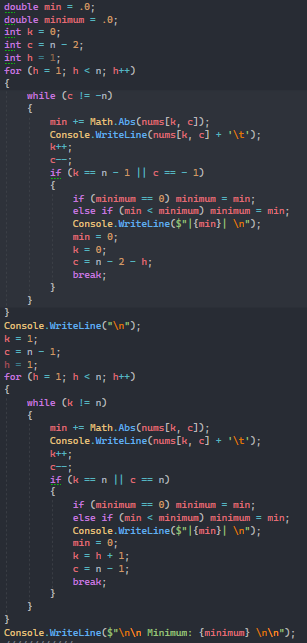 double min = .0;
double minimum = .0;
int k = 0;
int c = n - 2;
int h = 1;
for (h = 1; h < n; h++)
{
while (c != -n)
{
min += Math.Abs(nums[k, c]);
Console.WriteLine(nums[k, c] + '\t');
k++;
c--;
if (k == n - 1 || c == - 1)
{
if (minimum == 0) minimum = min;
else if (min < minimum) minimum = min;
Console.WriteLine($"|{min}| \n");
min = 0;
k = 0;
c = n - 2 - h;
break;
}
}
}
Console.WriteLine("\n");
k = 1;
c = n - 1;
h = 1;
for (h = 1; h < n; h++)
{
while (k != n)
{
min += Math.Abs(nums[k, c]);
Console.WriteLine(nums[k, c] + '\t');
k++;
c--;
if (k == n || c == n)
{
if (minimum == 0) minimum = min;
else if (min < minimum) minimum = min;
Console.WriteLine($"|{min}| \n");
min = 0;
k = h + 1;
c = n - 1;
break;
}
}
}
Console.WriteLine($"\n\n Minimum: {minimum} \n\n");